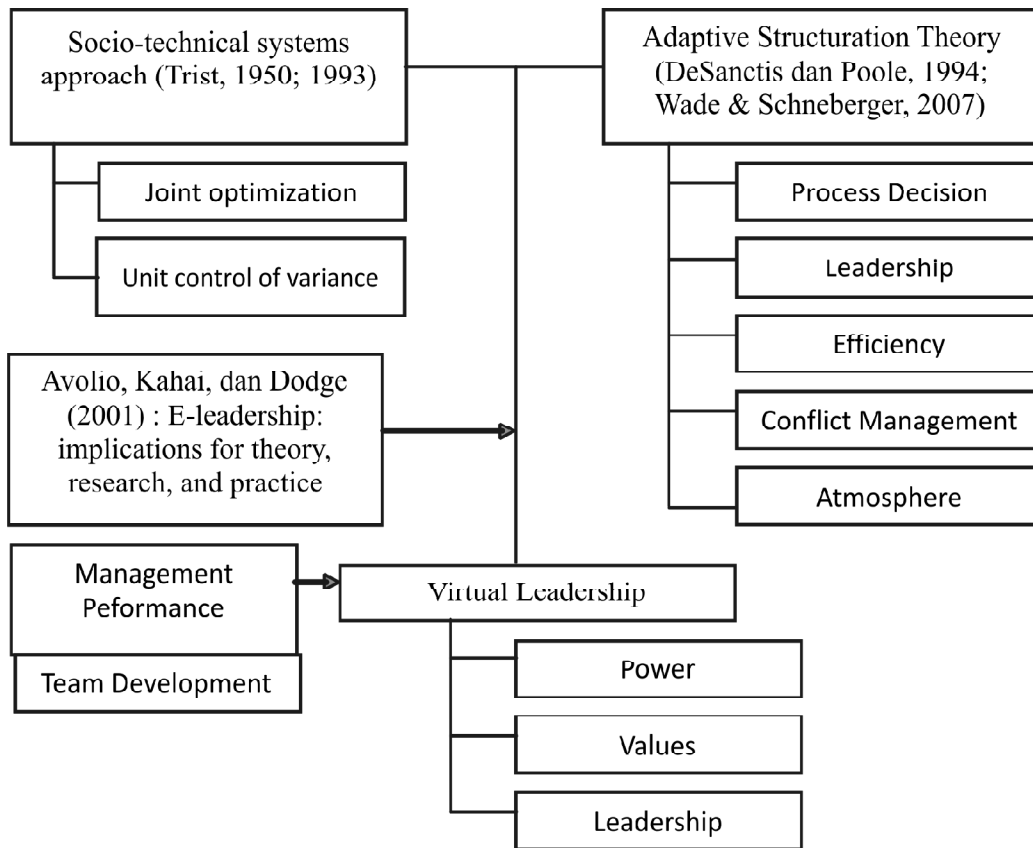 Socio-technical systems
approach (Trist, 1950; 1993)
Joint optimization
Unit control of variance
Adaptive Structuration Theory
(DeSanctis dan Poole, 1994;
Wade & Schneberger, 2007)
Process Decision
Leadership
Efficiency
Conflict Management
Atmosphere
Avolio, Kahai, dan Dodge
(2001) : E-leadership:
implications for theory,
research, and practice
Management
Peformance
Team Development
Virtual Leadership
Power
Values
Leadership